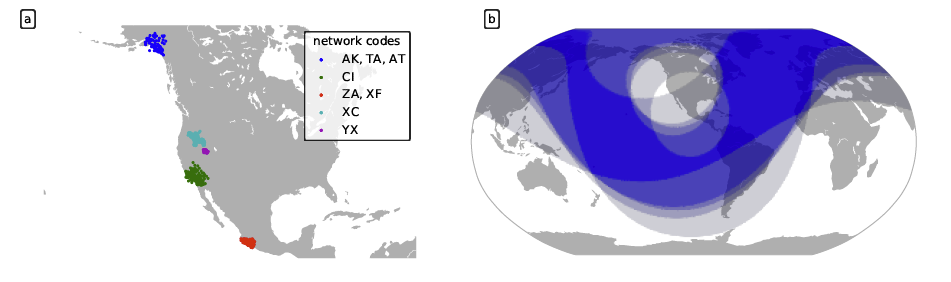 a
network codes
AK, TA, AT
CI
ZA, XF
XC
YX
b